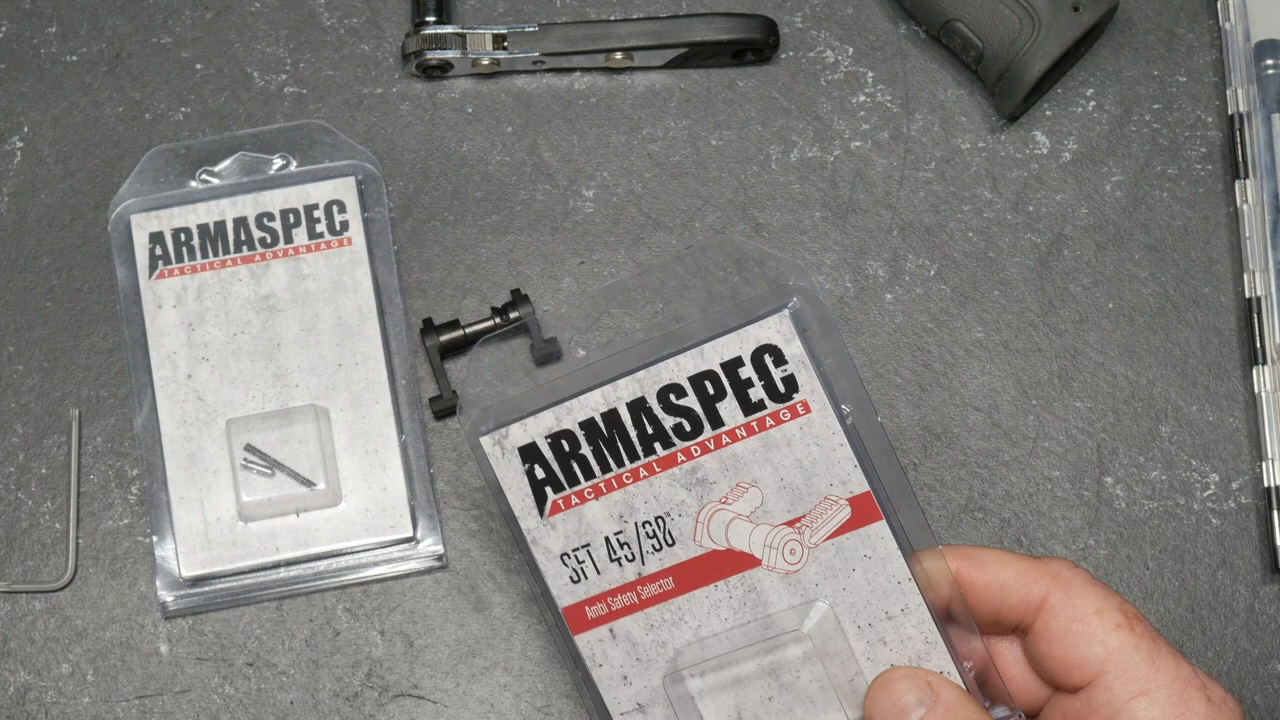 ARMASPEC
TACTICAL ADVANTAGE
ARMASPEC
TACTICAL ADVANTAGE
SFT 45/90™
Ambi Safety Selector